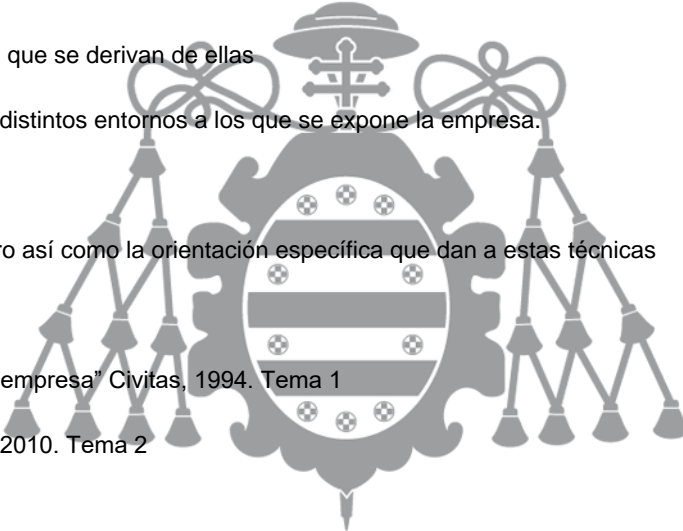 que se derivan de ellas
distintos entornos a los que se expone la empresa.
ro así como la orientación específica que dan a estas técnicas
empresa” Civitas, 1994. Tema 1
2010. Tema 2